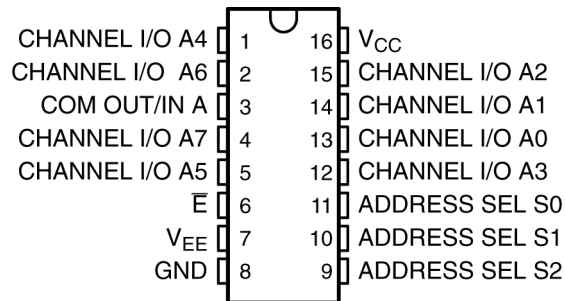 CHANNEL I/O A4 1 16 VCC
CHANNEL I/O A6 2 15 CHANNEL I/O A2
COM OUT/IN A 3 14 CHANNEL I/O A1
CHANNEL I/O A7 4 13 CHANNEL I/O A0
CHANNEL I/O A5 5 12 CHANNEL I/O A3
E̅ 6 11 ADDRESS SEL S0
VEE 7 10 ADDRESS SEL S1
GND 8 9 ADDRESS SEL S2